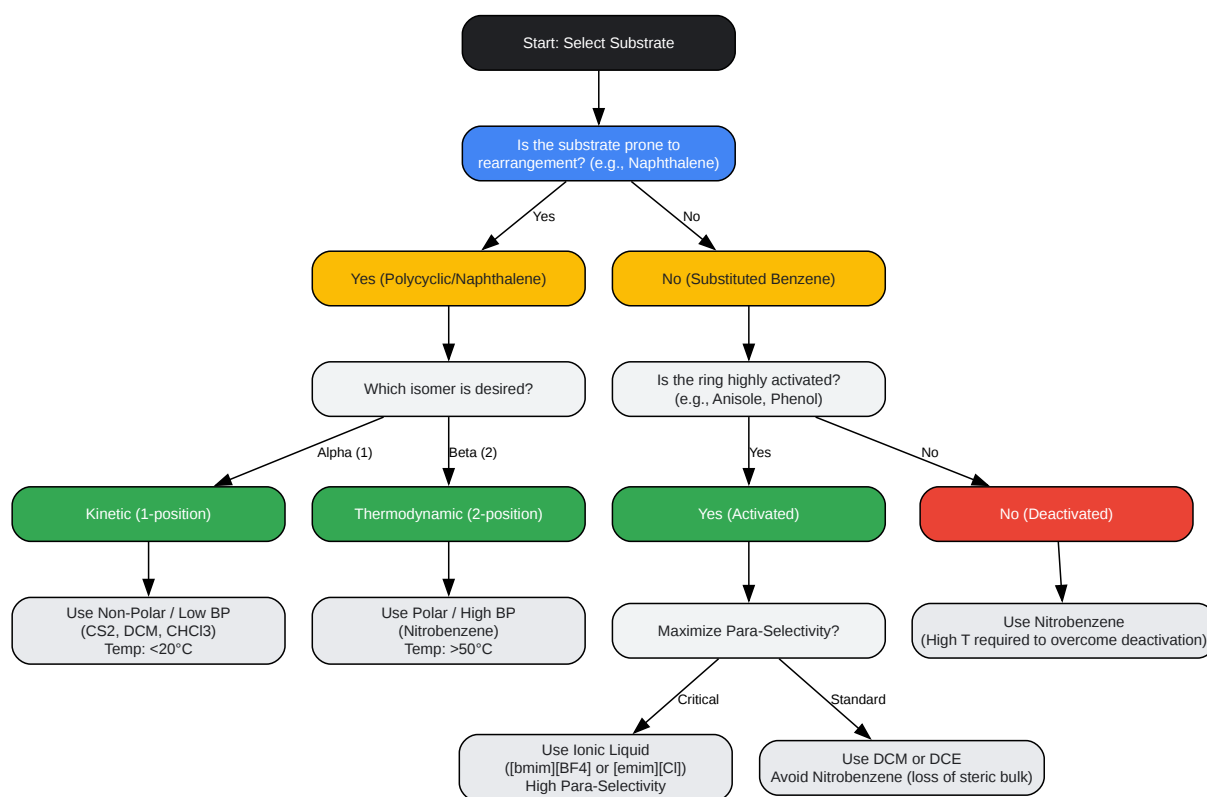 Start: Select Substrate
Is the substrate prone to
rearrangement? (e.g., Naphthalene)
Yes
No
Yes (Polycyclic/Naphthalene)
No (Substituted Benzene)
Which isomer is desired?
Is the ring highly activated?
(e.g., Anisole, Phenol)
Alpha (1)
Beta (2)
Yes
No
Kinetic (1-position)
Thermodynamic (2-position)
Yes (Activated)
No (Deactivated)
Use Non-Polar / Low BP
(CS2, DCM, CHCl3)
Temp: <20°C
Use Polar / High BP
(Nitrobenzene)
Temp: >50°C
Maximize Para-Selectivity?
Use Nitrobenzene
(High T required to overcome deactivation)
Critical
Standard
Use Ionic Liquid
([bmim][BF4] or [emim][Cl])
High Para-Selectivity
Use DCM or DCE
Avoid Nitrobenzene (loss of steric bulk)